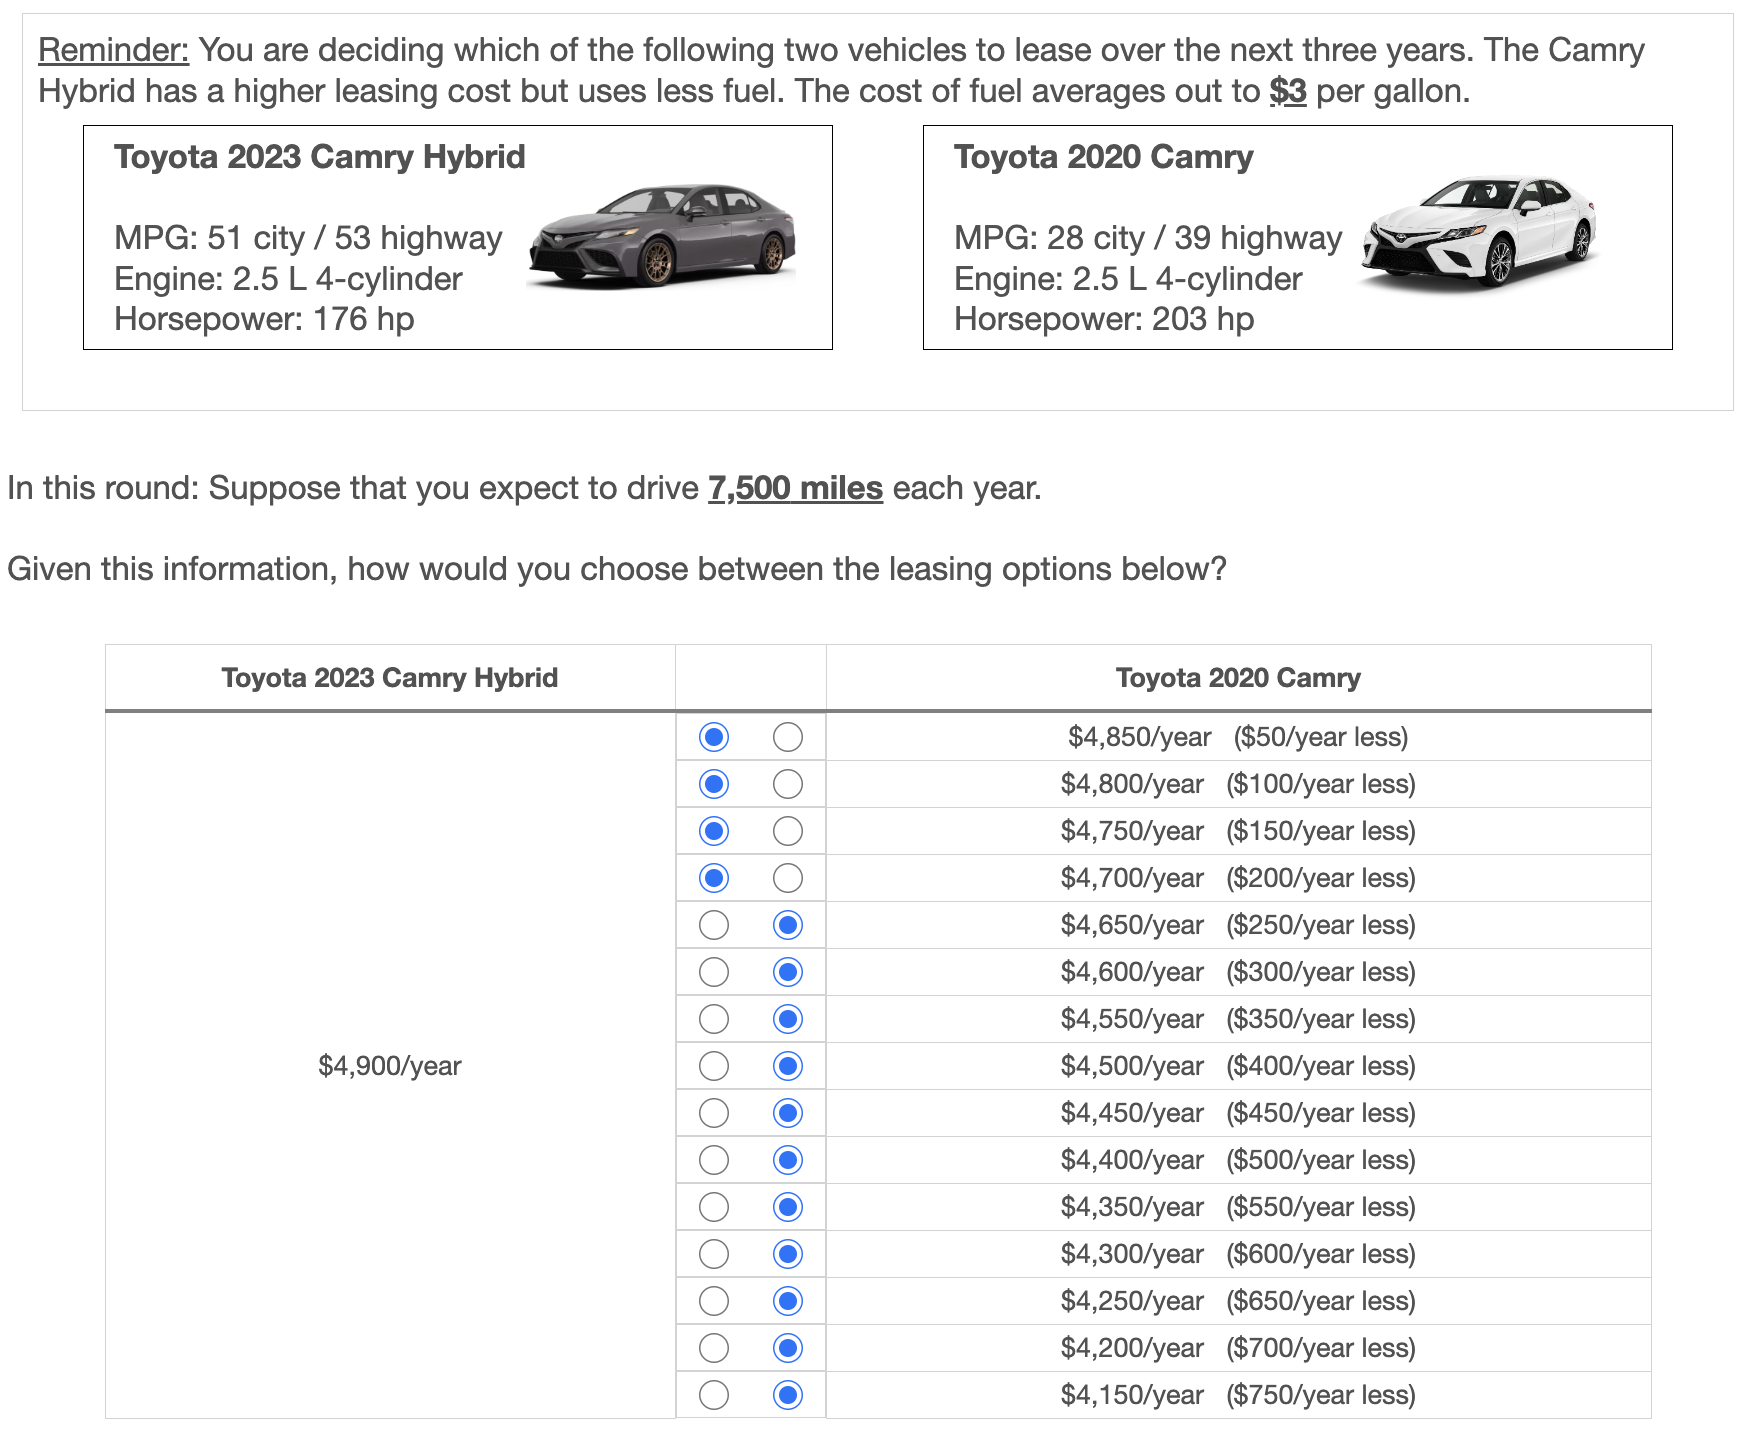 Reminder: You are deciding which of the following two vehicles to lease over the next three years. The Camry
Hybrid has a higher leasing cost but uses less fuel. The cost of fuel averages out to $3 per gallon.
Toyota 2023 Camry Hybrid
MPG: 51 city / 53 highway
Engine: 2.5 L 4-cylinder
Horsepower: 176 hp
Toyota 2020 Camry
MPG: 28 city / 39 highway
Engine: 2.5 L 4-cylinder
Horsepower: 203 hp
In this round: Suppose that you expect to drive 7,500 miles each year.
Given this information, how would you choose between the leasing options below?
Toyota 2023 Camry Hybrid Toyota 2020 Camry
$4,850/year ($50/year less)
$4,800/year ($100/year less)
$4,750/year ($150/year less)
$4,700/year ($200/year less)
$4,650/year ($250/year less)
$4,600/year ($300/year less)
$4,550/year ($350/year less)
$4,900/year $4,500/year ($400/year less)
$4,450/year ($450/year less)
$4,400/year ($500/year less)
$4,350/year ($550/year less)
$4,300/year ($600/year less)
$4,250/year ($650/year less)
$4,200/year ($700/year less)
$4,150/year ($750/year less)